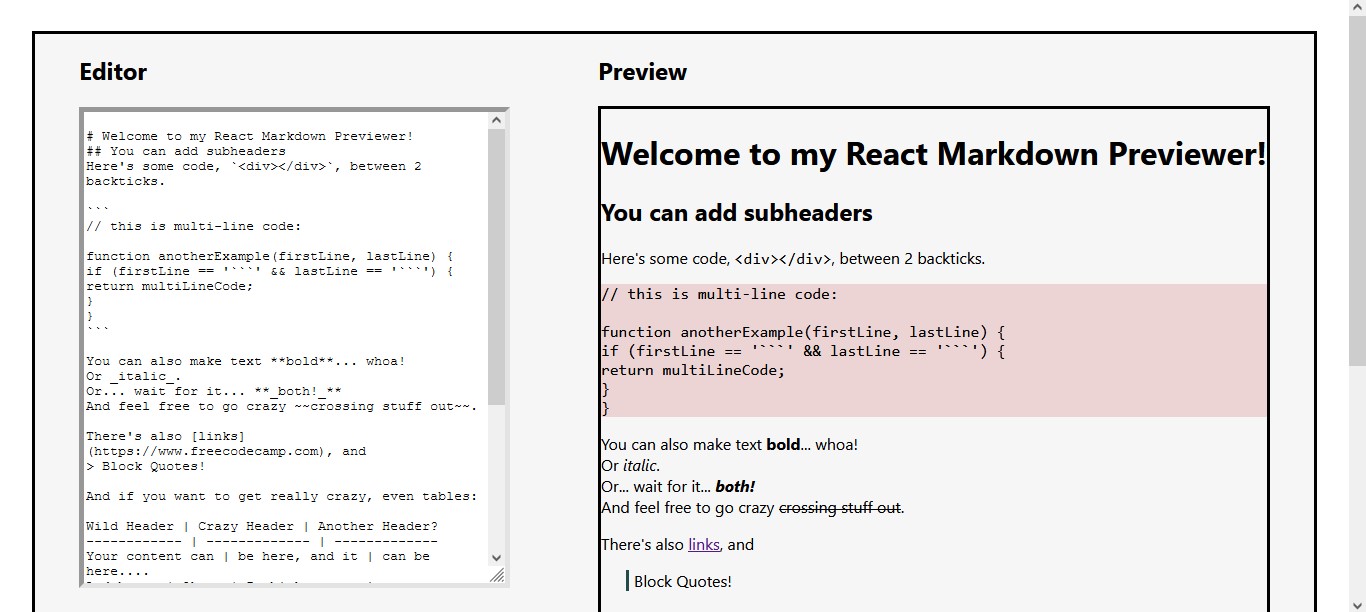 Editor
# Welcome to my React Markdown Previewer!
## You can add subheaders
Here's some code, `<div></div>`, between 2
backticks.
```
// this is multi-line code:
function anotherExample(firstLine, lastLine) {
if (firstLine == '```' && lastLine == '```') {
return multiLineCode;
}
}
```
You can also make text **bold**... whoa!
Or _italic_.
Or... wait for it... **_both!_**
And feel free to go crazy ~~crossing stuff out~~.
There's also [links]
(https://www.freecodecamp.com), and
> Block Quotes!
And if you want to get really crazy, even tables:
Wild Header | Crazy Header | Another Header?
------------ | ------------- | -------------
Your content can | be here, and it | can be
here....
Preview
Welcome to my React Markdown Previewer!
You can add subheaders
Here's some code, <div></div>, between 2 backticks.
// this is multi-line code:
function anotherExample(firstLine, lastLine) {
if (firstLine == '```' && lastLine == '```') {
return multiLineCode;
}
}
You can also make text bold... whoa!
Or italic.
Or... wait for it... both!
And feel free to go crazy crossing stuff out.
There's also links, and
Block Quotes!